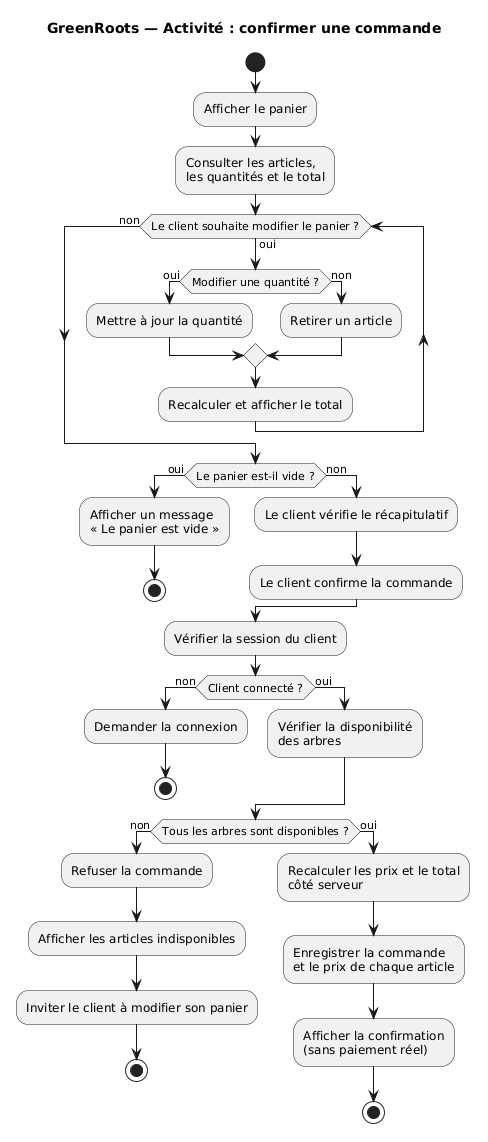 GreenRoots — Activité : confirmer une commande
Afficher le panier
Consulter les articles,
les quantités et le total
non
Le client souhaite modifier le panier ?
oui
oui
Modifier une quantité ?
non
Mettre à jour la quantité
Retirer un article
Recalculer et afficher le total
oui
Le panier est-il vide ?
non
Afficher un message
« Le panier est vide »
Le client vérifie le récapitulatif
Le client confirme la commande
Vérifier la session du client
non
Client connecté ?
oui
Demander la connexion
Vérifier la disponibilité
des arbres
non
Tous les arbres sont disponibles ?
oui
Refuser la commande
Recalculer les prix et le total
côté serveur
Afficher les articles indisponibles
Enregistrer la commande
et le prix de chaque article
Inviter le client à modifier son panier
Afficher la confirmation
(sans paiement réel)